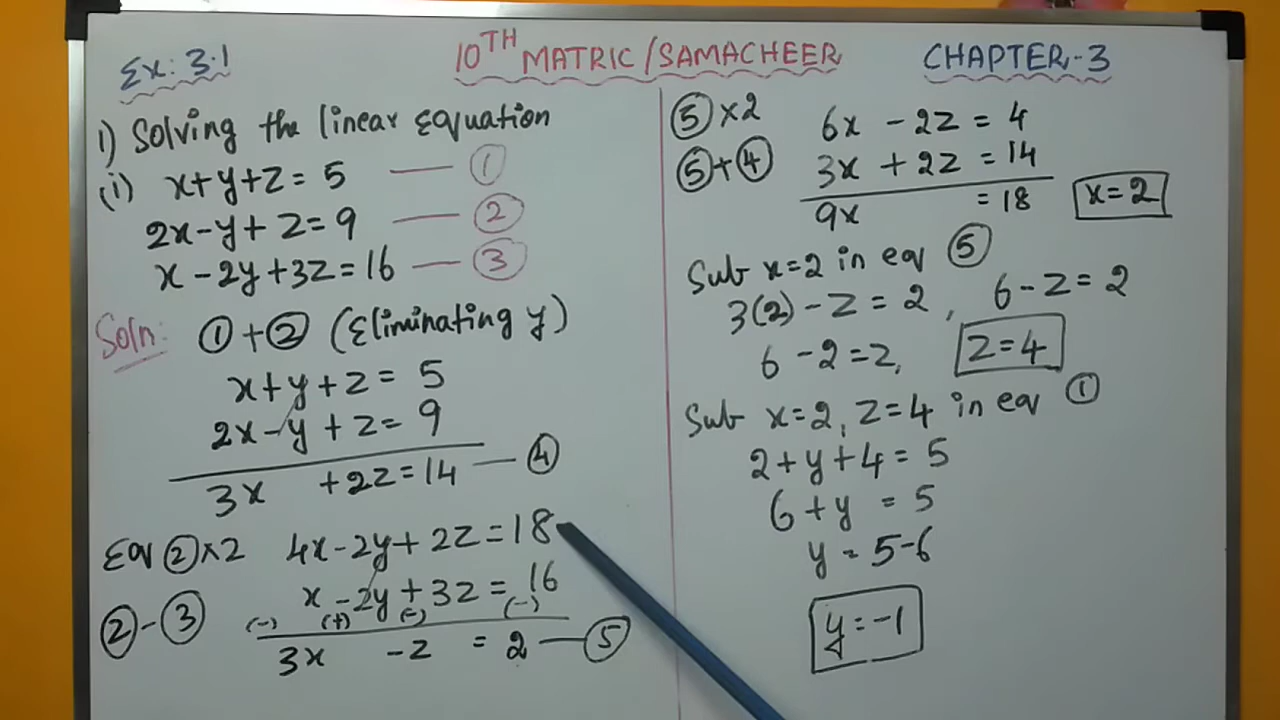 Ex: 3.1
10TH MATRIC/SAMACHEER
CHAPTER-3
1) Solving the linear Equation
(i) x+y+z=5 — ①
2x-y+z=9 — ②
x-2y+3z=16 — ③
Soln: ①+② (Eliminating y)
x+y+z=5
2x-y+z=9
3x +2z=14 — ④
Eqv ②×2 4x-2y+2z=18
x-2y+3z=16
②-③ (-) (+) (-) (-)
3x -z =2 — ⑤
⑤×2 6x -2z=4
⑤+④ 3x +2z=14
9x =18 x=2
Sub x=2 in eqv ⑤
3(2)-z=2, 6-z=2
6-2=z, z=4
Sub x=2, z=4 in eqv ①
2+y+4=5
6+y =5
y=5-6
y=-1